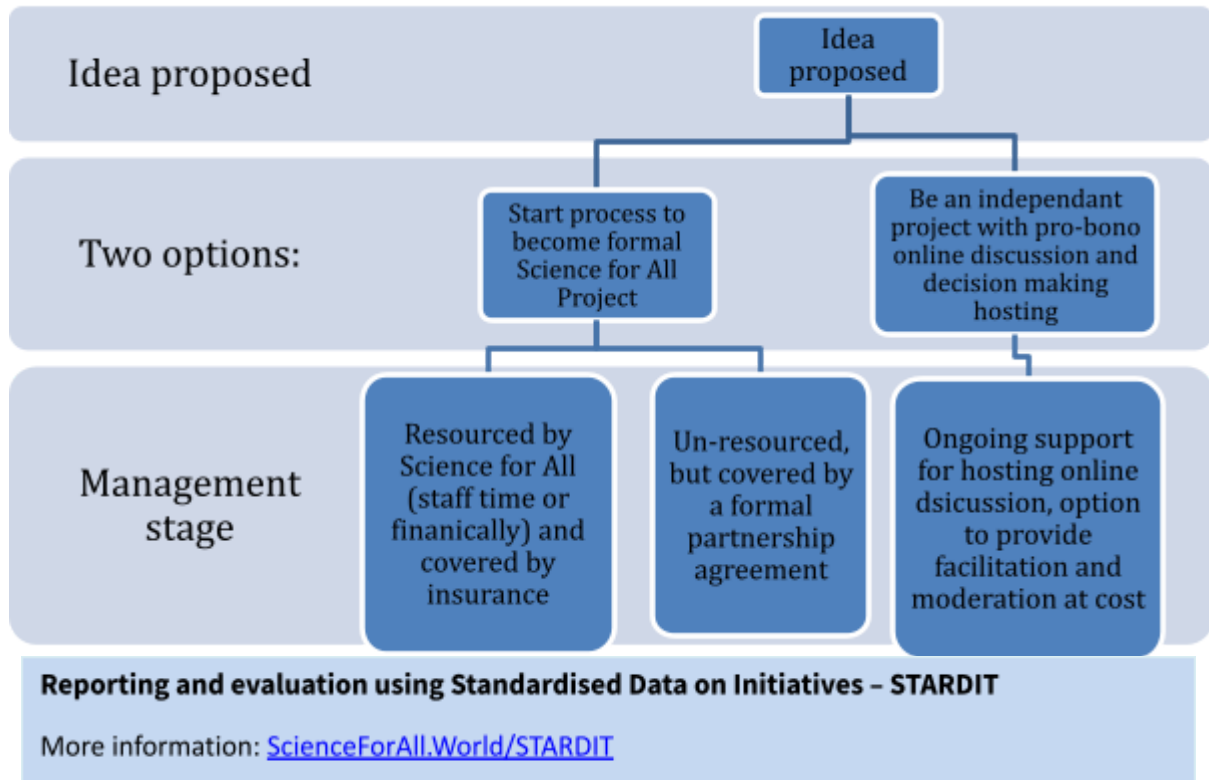 Idea proposed
Idea
proposed
Two options:
Start process to
become formal
Science for All
Project
Be an independant
project with pro-bono
online discussion and
decision making
hosting
Management
stage
Resourced by
Science for All
(staff time or
finanically) and
covered by
insurance
Un-resourced,
but covered by
a formal
partnership
agreement
Ongoing support
for hosting online
dsicussion, option
to provide
facilitation and
moderation at cost
Reporting and evaluation using Standardised Data on Initiatives – STARDIT
More information: ScienceForAll.World/STARDIT